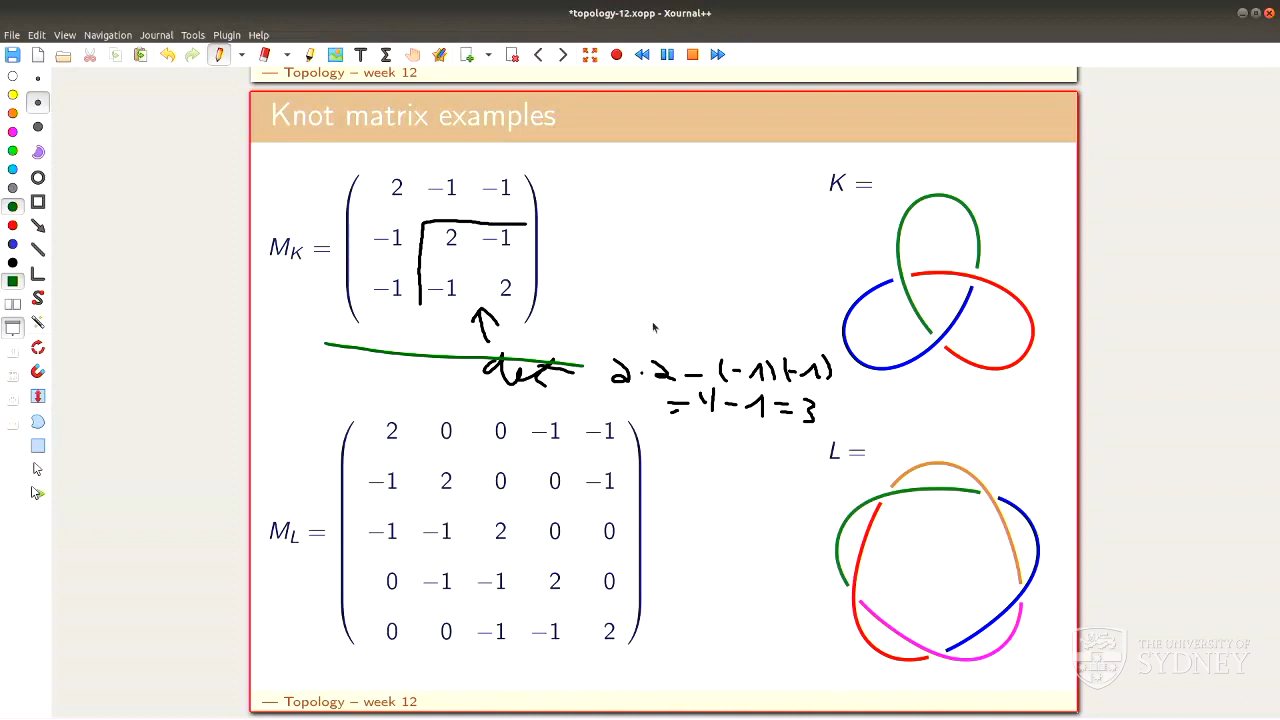 *topology-12.xopp - Xournal++
File Edit View Navigation Journal Tools Plugin Help
— Topology – week 12
Knot matrix examples
2 −1 −1
M_K = −1 2 −1
−1 −1 2
K =
det 2·2 − (−1)(−1)
= 4 − 1 = 3
2 0 0 −1 −1
−1 2 0 0 −1
M_L = −1 −1 2 0 0
0 −1 −1 2 0
0 0 −1 −1 2
L =
THE UNIVERSITY OF
SYDNEY
— Topology – week 12